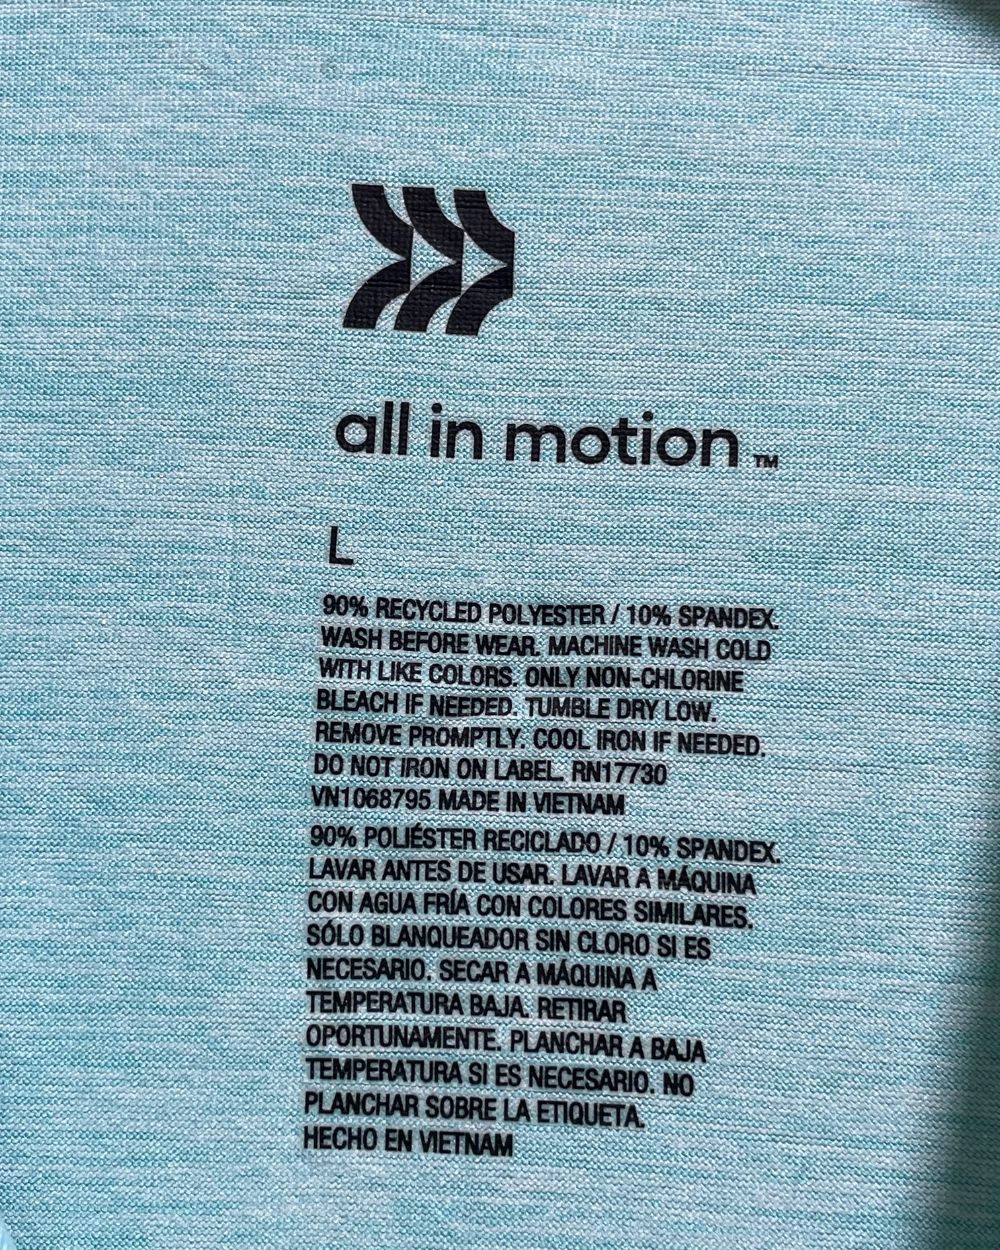 all in motion™
L
90% RECYCLED POLYESTER / 10% SPANDEX.
WASH BEFORE WEAR. MACHINE WASH COLD
WITH LIKE COLORS. ONLY NON-CHLORINE
BLEACH IF NEEDED. TUMBLE DRY LOW.
REMOVE PROMPTLY. COOL IRON IF NEEDED.
DO NOT IRON ON LABEL. RN17730
VN1068795 MADE IN VIETNAM
90% POLIÉSTER RECICLADO / 10% SPANDEX.
LAVAR ANTES DE USAR. LAVAR A MÁQUINA
CON AGUA FRÍA CON COLORES SIMILARES.
SÓLO BLANQUEADOR SIN CLORO SI ES
NECESARIO. SECAR A MÁQUINA A
TEMPERATURA BAJA. RETIRAR
OPORTUNAMENTE. PLANCHAR A BAJA
TEMPERATURA SI ES NECESARIO. NO
PLANCHAR SOBRE LA ETIQUETA.
HECHO EN VIETNAM